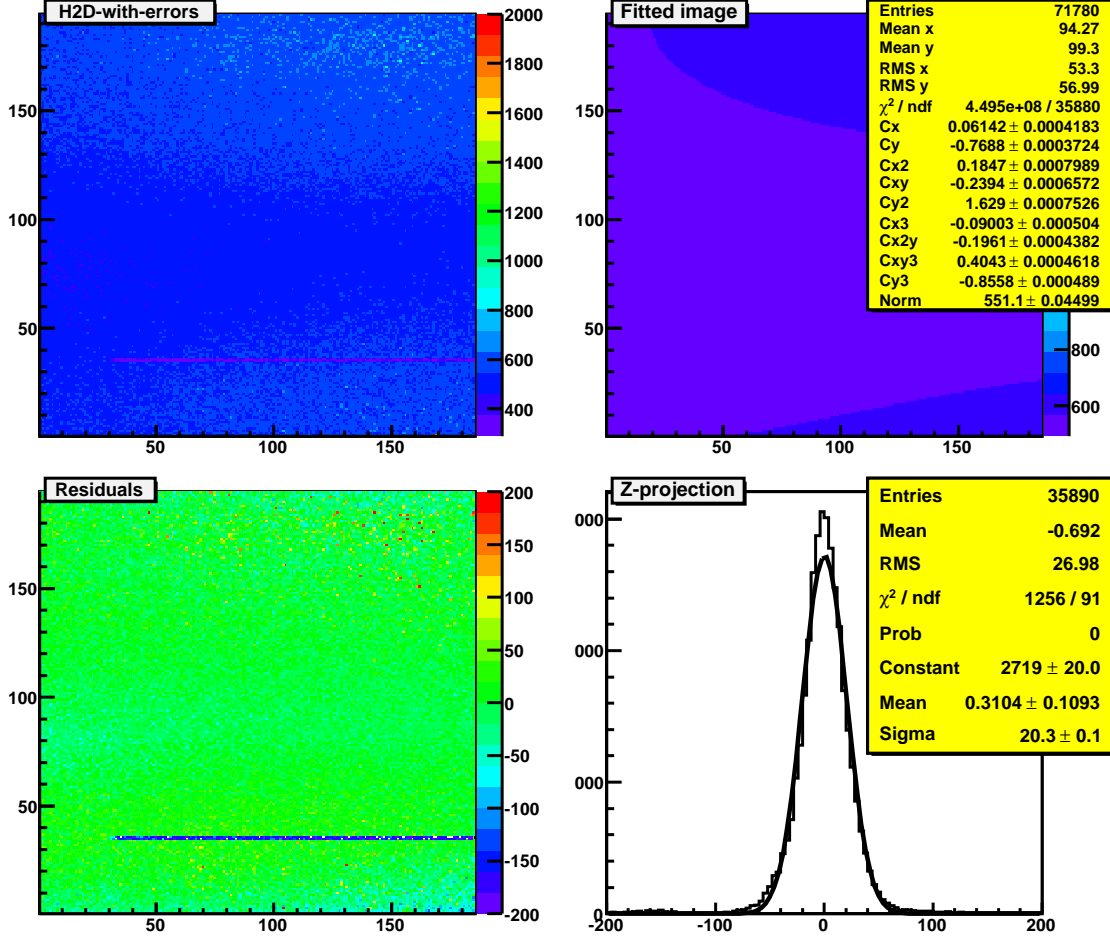 H2D-with-errors
2000
1800
1600
1400
1200
1000
800
600
400
150
100
50
50
100
150
Fitted image
Entries 71780
Mean x 94.27
Mean y 99.3
RMS x 53.3
RMS y 56.99
χ² / ndf 4.495e+08 / 35880
Cx 0.06142 ± 0.0004183
Cy -0.7688 ± 0.0003724
Cx2 0.1847 ± 0.0007989
Cxy -0.2394 ± 0.0006572
Cy2 1.629 ± 0.0007526
Cx3 -0.09003 ± 0.000504
Cx2y -0.1961 ± 0.0004382
Cxy3 0.4043 ± 0.0004618
Cy3 -0.8558 ± 0.000489
Norm 551.1 ± 0.04499
800
600
150
100
50
50
100
150
Residuals
200
150
100
50
0
-50
-100
-150
-200
150
100
50
50
100
150
Z-projection
Entries 35890
Mean -0.692
RMS 26.98
χ² / ndf 1256 / 91
Prob 0
Constant 2719 ± 20.0
Mean 0.3104 ± 0.1093
Sigma 20.3 ± 0.1
000
000
000
0
-200
-100
0
100
200